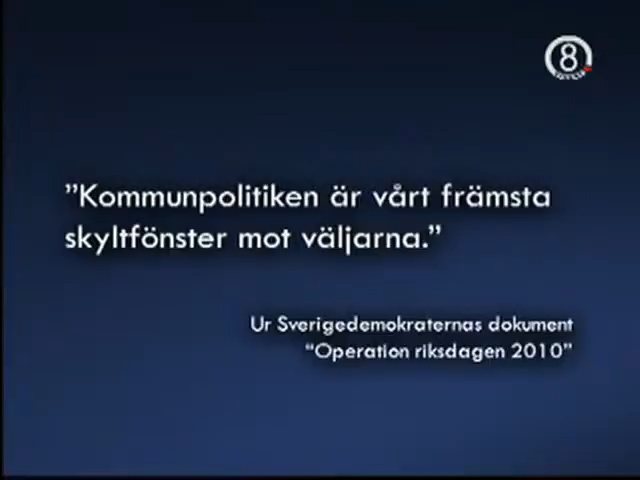 8
”Kommunpolitiken är vårt främsta
skyltfönster mot väljarna.”
Ur Sverigedemokraternas dokument
“Operation riksdagen 2010”